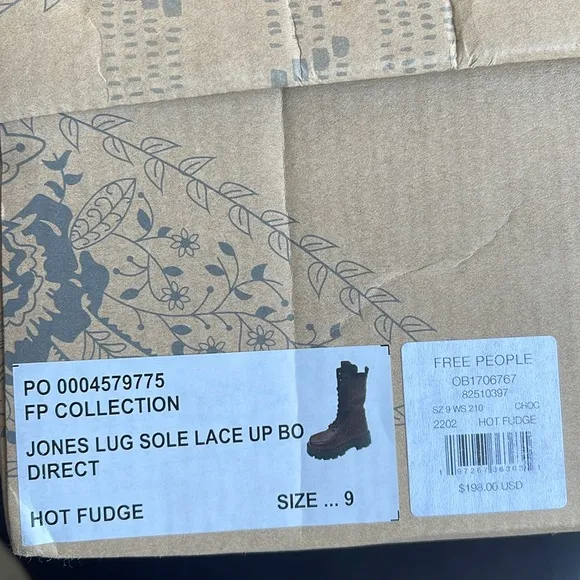 PO 0004579775
FP COLLECTION
JONES LUG SOLE LACE UP BO
DIRECT
HOT FUDGE SIZE ... 9
FREE PEOPLE
OB1706767
82510397
SZ 9 WS 210 CHOC
2202 HOT FUDGE
$198.00 USD